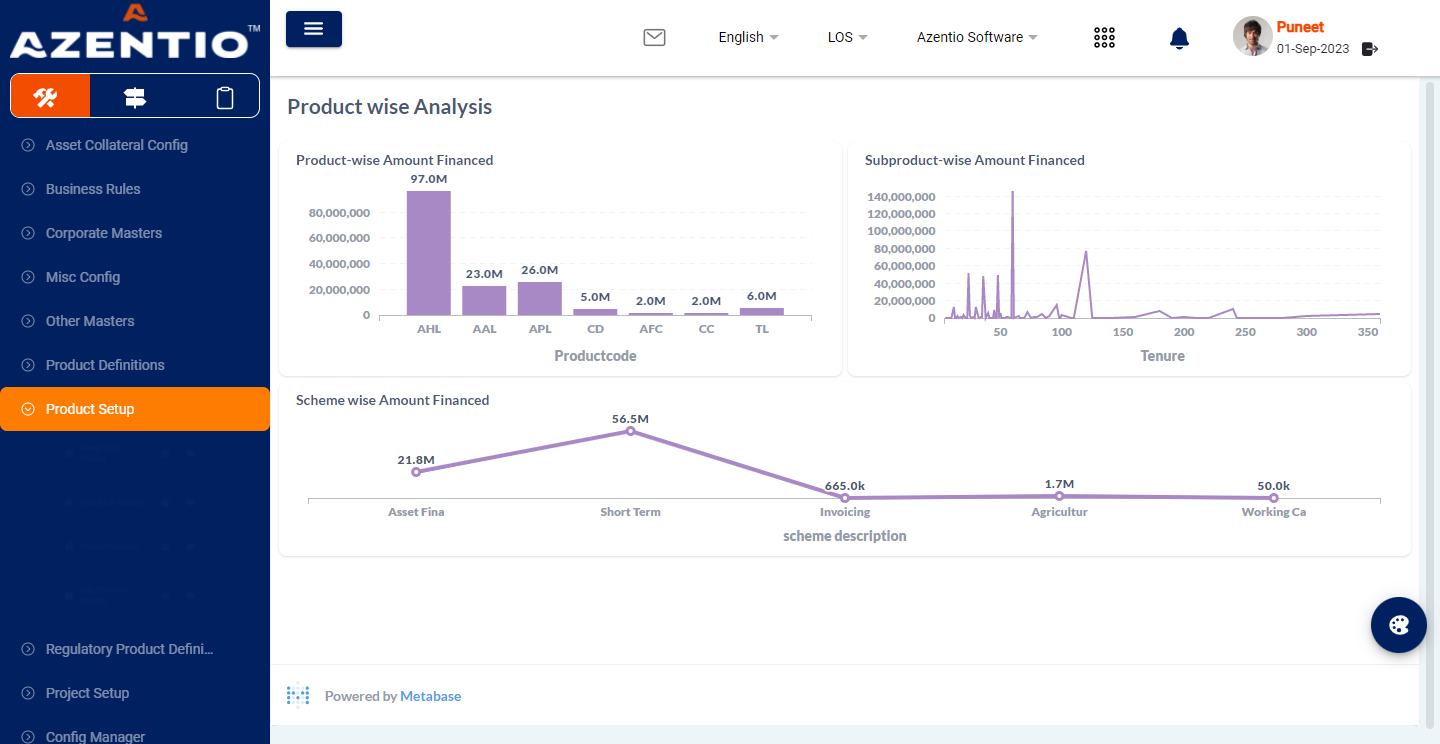 AZENTIO™
English
LOS
Azentio Software
Puneet
01-Sep-2023
Asset Collateral Config
Business Rules
Corporate Masters
Misc Config
Other Masters
Product Definitions
Product Setup
Regulatory Product Defini...
Project Setup
Config Manager
Product wise Analysis
Product-wise Amount Financed
97.0M
23.0M
26.0M
5.0M
2.0M
2.0M
6.0M
80,000,000
60,000,000
40,000,000
20,000,000
0
AHL
AAL
APL
CD
AFC
CC
TL
Productcode
Subproduct-wise Amount Financed
140,000,000
120,000,000
100,000,000
80,000,000
60,000,000
40,000,000
20,000,000
0
50
100
150
200
250
300
350
Tenure
Scheme wise Amount Financed
21.8M
56.5M
665.0k
1.7M
50.0k
Asset Fina
Short Term
Invoicing
Agricultur
Working Ca
scheme description
Powered by Metabase